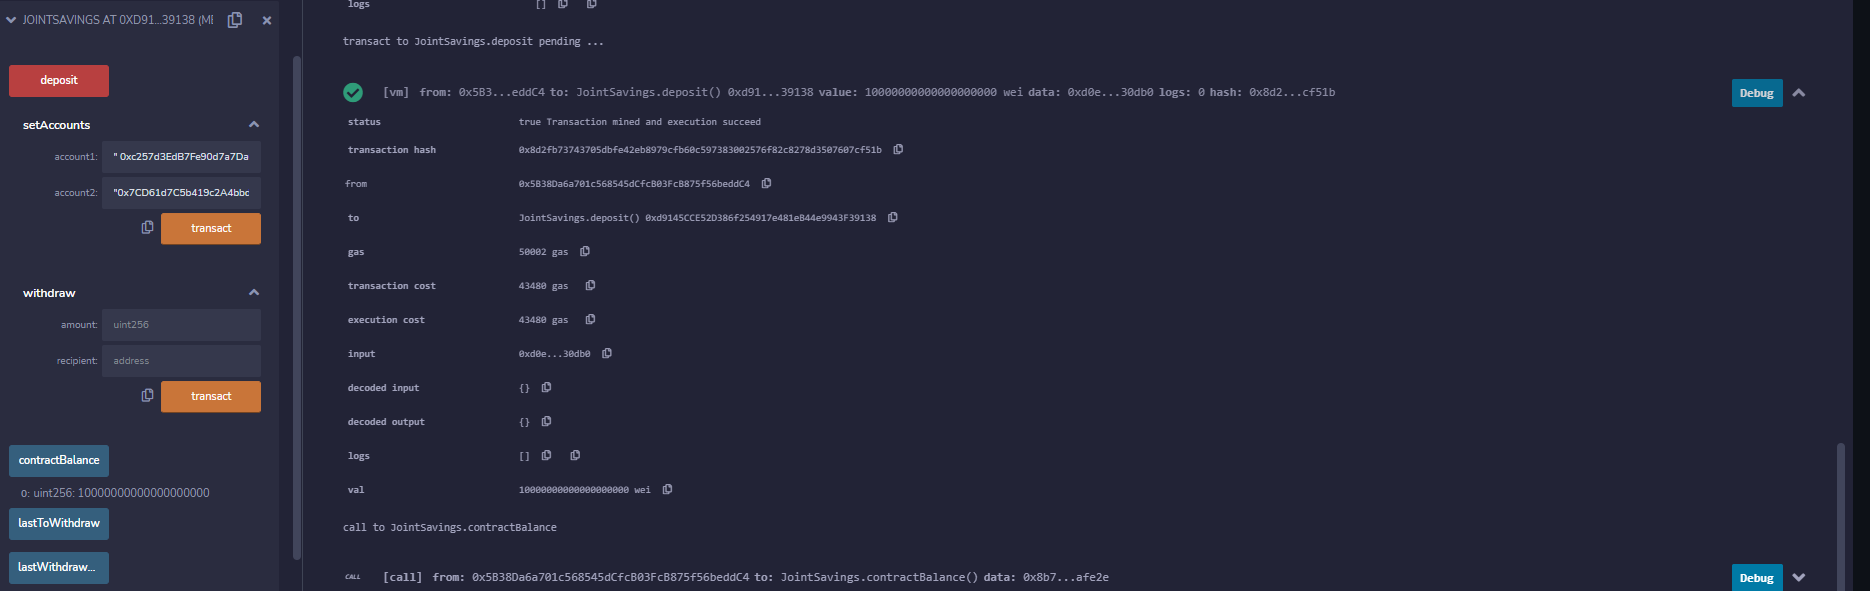 JOINTSAVINGS AT 0XD91...39138 (ME
deposit
setAccounts
account1: " 0xc257d3EdB7Fe90d7a7Da
account2: "0x7CD61d7C5b419c2A4bbc
transact
withdraw
amount: uint256
recipient: address
transact
contractBalance
0: uint256: 10000000000000000000
lastToWithdraw
lastWithdraw...
logs []
transact to JointSavings.deposit pending ...
[vm] from: 0x5B3...eddC4 to: JointSavings.deposit() 0xd91...39138 value: 10000000000000000000 wei data: 0xd0e...30db0 logs: 0 hash: 0x8d2...cf51b
Debug
status true Transaction mined and execution succeed
transaction hash 0x8d2fb73743705dbfe42eb8979cfb60c597383002576f82c8278d3507607cf51b
from 0x5B38Da6a701c568545dCfcB03FcB875f56beddC4
to JointSavings.deposit() 0xd9145CCE52D386f254917e481eB44e9943F39138
gas 50002 gas
transaction cost 43480 gas
execution cost 43480 gas
input 0xd0e...30db0
decoded input {}
decoded output {}
logs []
val 10000000000000000000 wei
call to JointSavings.contractBalance
CALL [call] from: 0x5B38Da6a701c568545dCfcB03FcB875f56beddC4 to: JointSavings.contractBalance() data: 0x8b7...afe2e
Debug